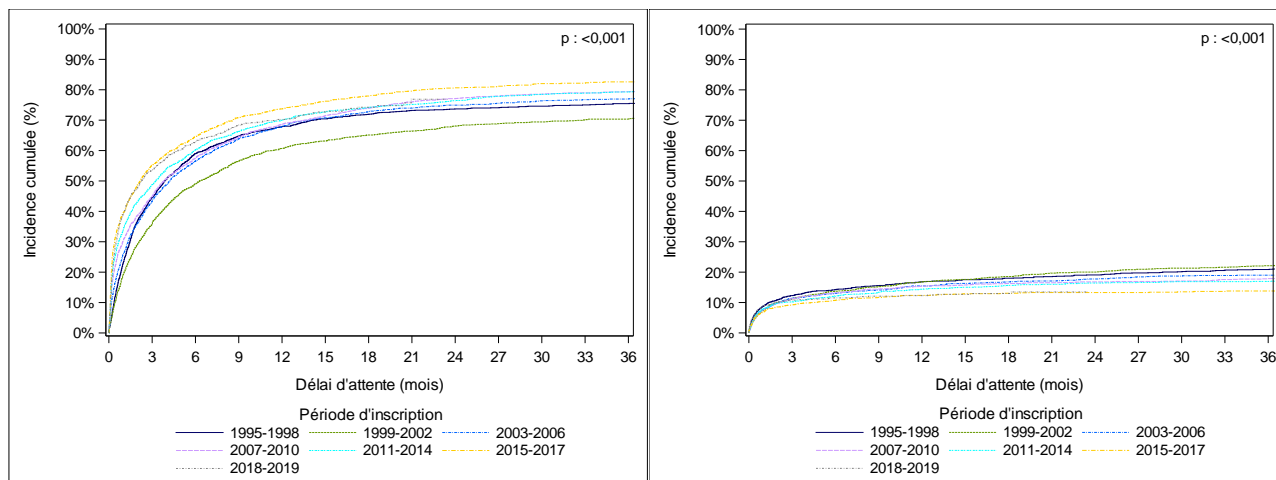 p : <0,001
Incidence cumulée (%)
100%
90%
80%
70%
60%
50%
40%
30%
20%
10%
0%
0 3 6 9 12 15 18 21 24 27 30 33 36
Délai d'attente (mois)
Période d'inscription
1995-1998 1999-2002 2003-2006
2007-2010 2011-2014 2015-2017
2018-2019
p : <0,001
Incidence cumulée (%)
100%
90%
80%
70%
60%
50%
40%
30%
20%
10%
0%
0 3 6 9 12 15 18 21 24 27 30 33 36
Délai d'attente (mois)
Période d'inscription
1995-1998 1999-2002 2003-2006
2007-2010 2011-2014 2015-2017
2018-2019